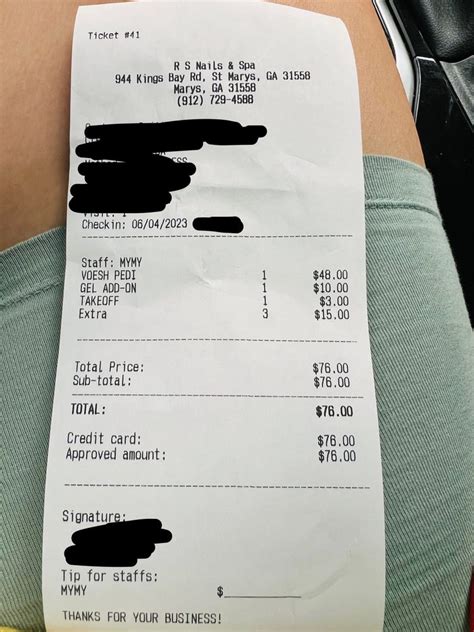 Ticket #41
R S Nails & Spa
944 Kings Bay Rd, St Marys, GA 31558
Marys, GA 31558
(912) 729-4588
Checkin: 06/04/2023
Staff: MYMY
VOESH PEDI 1 $48.00
GEL ADD-ON 1 $10.00
TAKEOFF 1 $3.00
Extra 3 $15.00
Total Price: $76.00
Sub-total: $76.00
TOTAL: $76.00
Credit card: $76.00
Approved amount: $76.00
Signature:
Tip for staffs:
MYMY $
THANKS FOR YOUR BUSINESS!